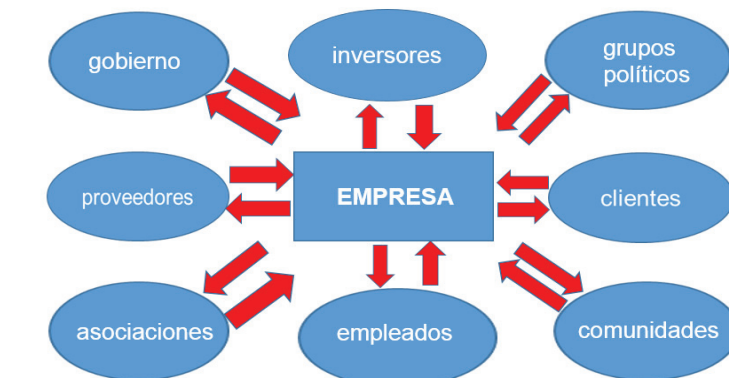 gobierno
inversores
grupos
políticos
proveedores
EMPRESA
clientes
asociaciones
empleados
comunidades